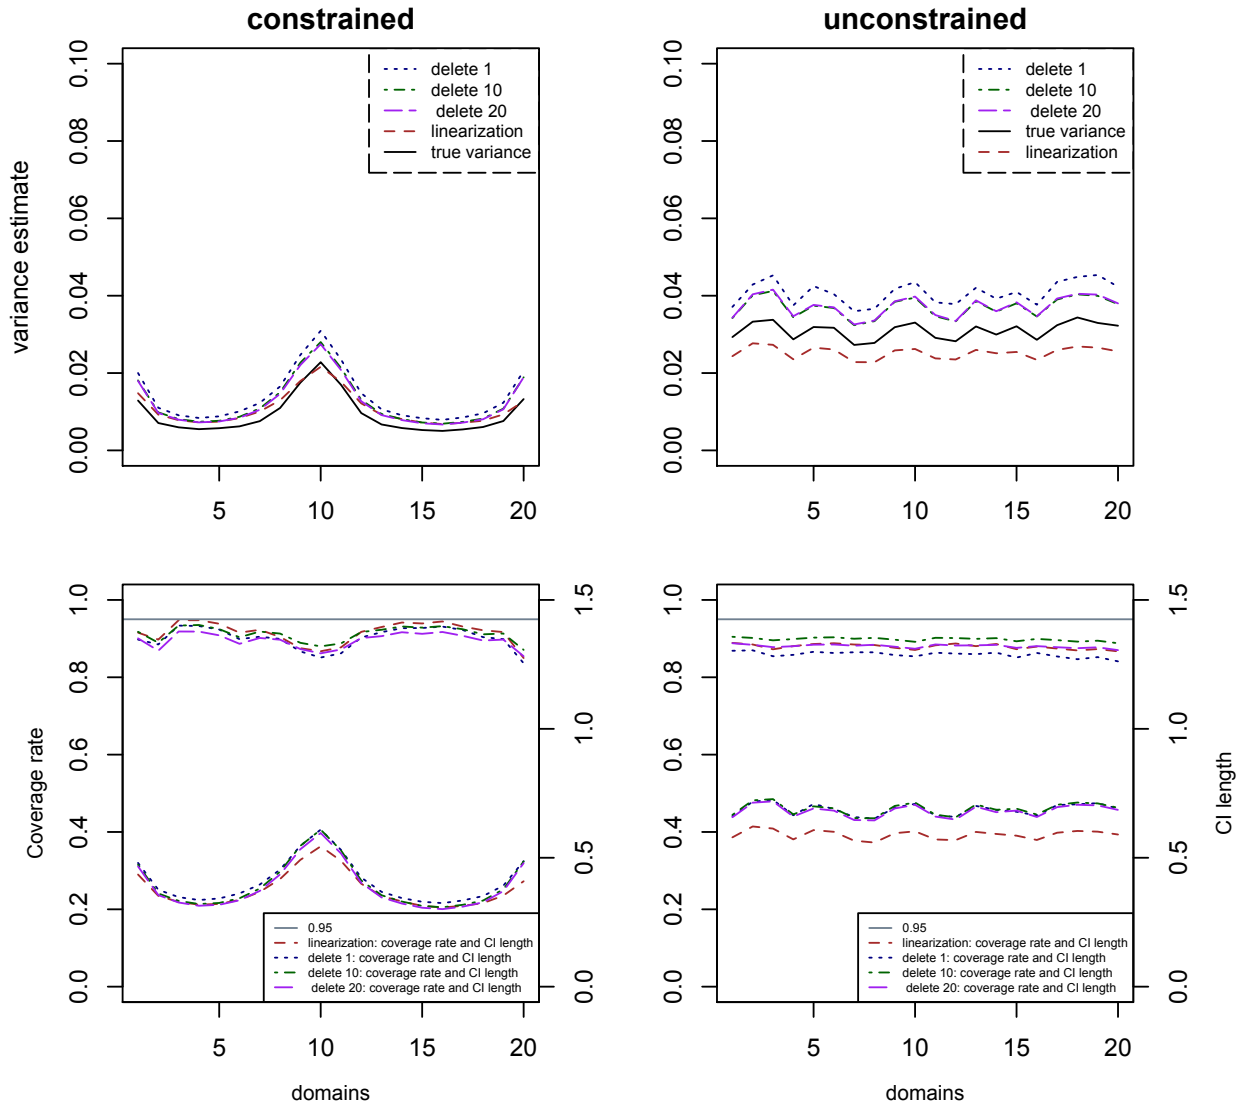 constrained
unconstrained
variance estimate
0.00 0.02 0.04 0.06 0.08 0.10
delete 1
delete 10
delete 20
linearization
true variance
5 10 15 20
0.00 0.02 0.04 0.06 0.08 0.10
delete 1
delete 10
delete 20
true variance
linearization
5 10 15 20
Coverage rate
0.0 0.2 0.4 0.6 0.8 1.0
0.0 0.5 1.0 1.5
0.95
linearization: coverage rate and CI length
delete 1: coverage rate and CI length
delete 10: coverage rate and CI length
delete 20: coverage rate and CI length
5 10 15 20
domains
0.0 0.2 0.4 0.6 0.8 1.0
0.0 0.5 1.0 1.5
CI length
0.95
linearization: coverage rate and CI length
delete 1: coverage rate and CI length
delete 10: coverage rate and CI length
delete 20: coverage rate and CI length
5 10 15 20
domains